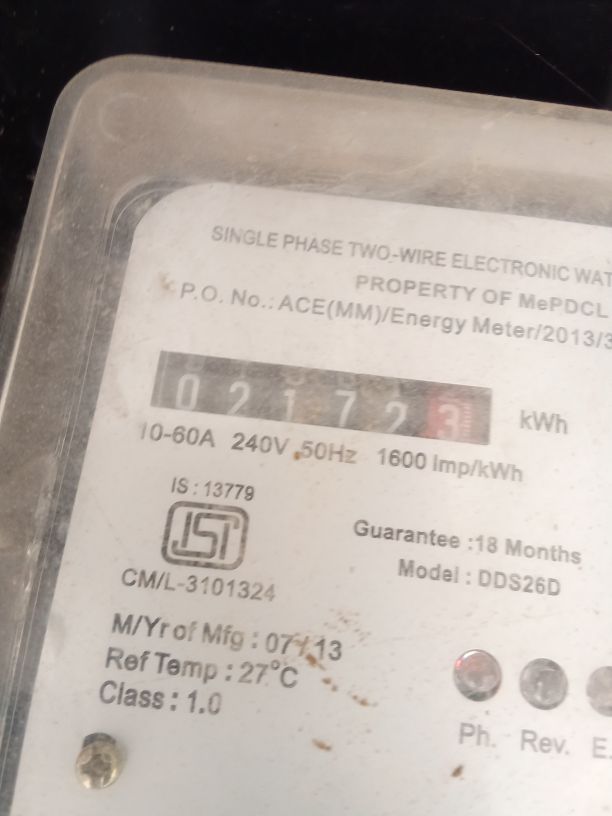 SINGLE PHASE TWO-WIRE ELECTRONIC WAT
PROPERTY OF MePDCL
P.O. No.: ACE(MM)/Energy Meter/2013/3
021723 kWh
10-60A 240V, 50Hz 1600 Imp/kWh
IS : 13779
ISI
CM/L-3101324
Guarantee :18 Months
Model : DDS26D
M/Yr of Mfg : 07/13
Ref Temp : 27°C
Class : 1.0
Ph. Rev. E.